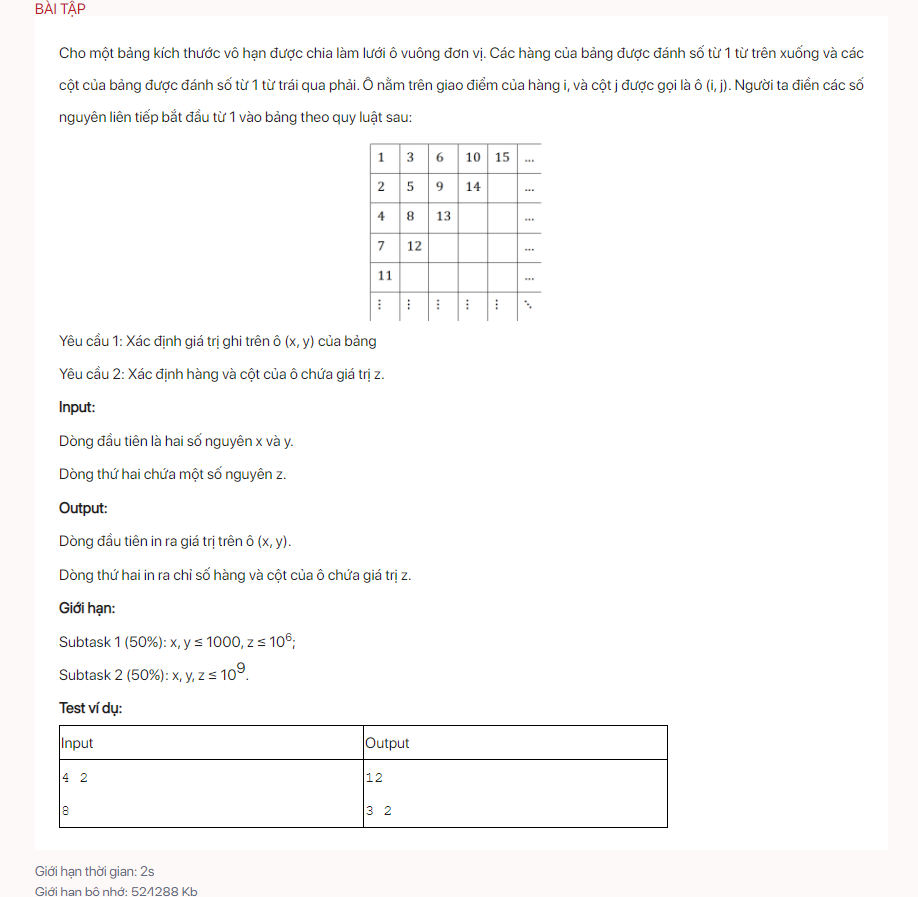 BÀI TẬP
Cho một bảng kích thước vô hạn được chia làm lưới ô vuông đơn vị. Các hàng của bảng được đánh số từ 1 từ trên xuống và các
cột của bảng được đánh số từ 1 từ trái qua phải. Ô nằm trên giao điểm của hàng i, và cột j được gọi là ô (i, j). Người ta điền các số
nguyên liên tiếp bắt đầu từ 1 vào bảng theo quy luật sau:
1 3 6 10 15 ...
2 5 9 14 ...
4 8 13 ...
7 12 ...
11 ...
⋮ ⋮ ⋮ ⋮ ⋮ ⋱
Yêu cầu 1: Xác định giá trị ghi trên ô (x, y) của bảng
Yêu cầu 2: Xác định hàng và cột của ô chứa giá trị z.
Input:
Dòng đầu tiên là hai số nguyên x và y.
Dòng thứ hai chứa một số nguyên z.
Output:
Dòng đầu tiên in ra giá trị trên ô (x, y).
Dòng thứ hai in ra chỉ số hàng và cột của ô chứa giá trị z.
Giới hạn:
Subtask 1 (50%): x, y ≤ 1000, z ≤ 10⁶;
Subtask 2 (50%): x, y, z ≤ 10⁹.
Test ví dụ:
Input Output
4 2 12
8 3 2
Giới hạn thời gian: 2s
Giới hạn bộ nhớ: 524288 Kb